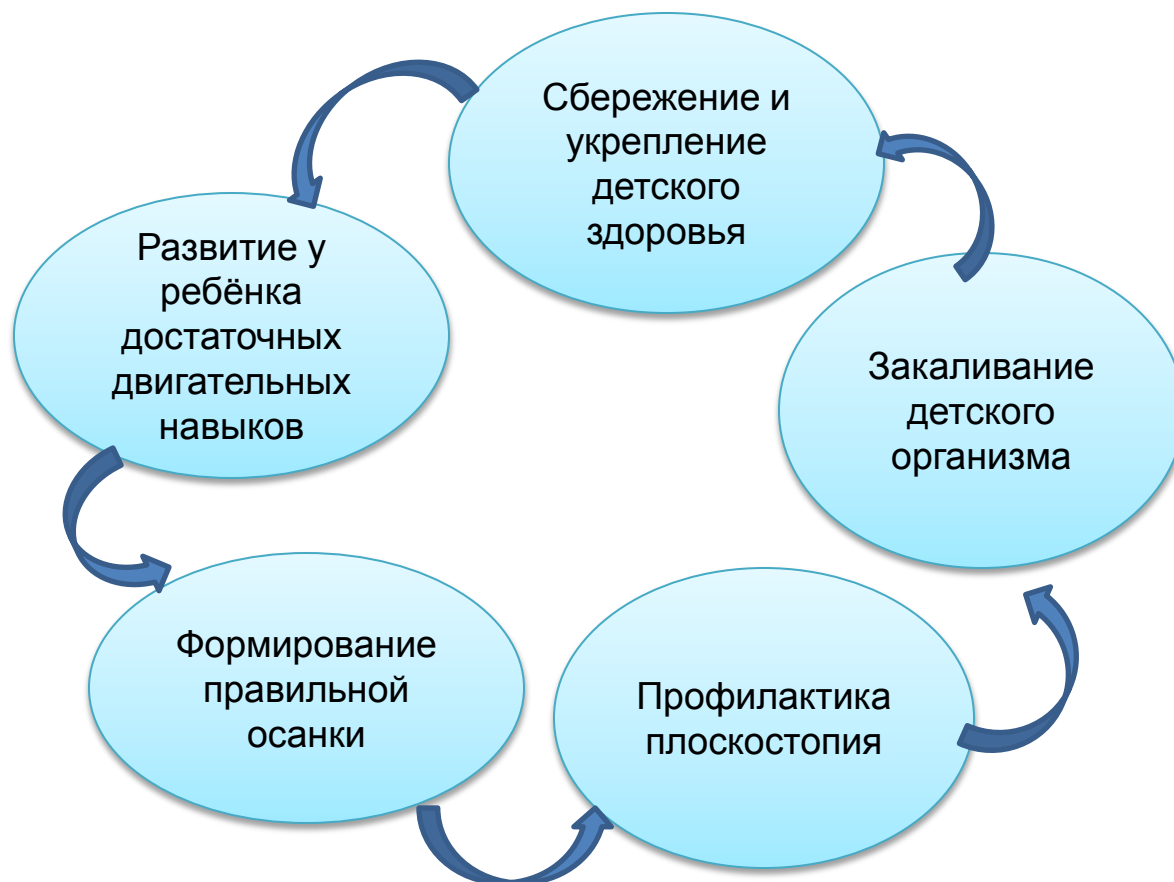 Сбережение и
укрепление
детского
здоровья
Развитие у
ребёнка
достаточных
двигательных
навыков
Формирование
правильной
осанки
Профилактика
плоскостопия
Закаливание
детского
организма